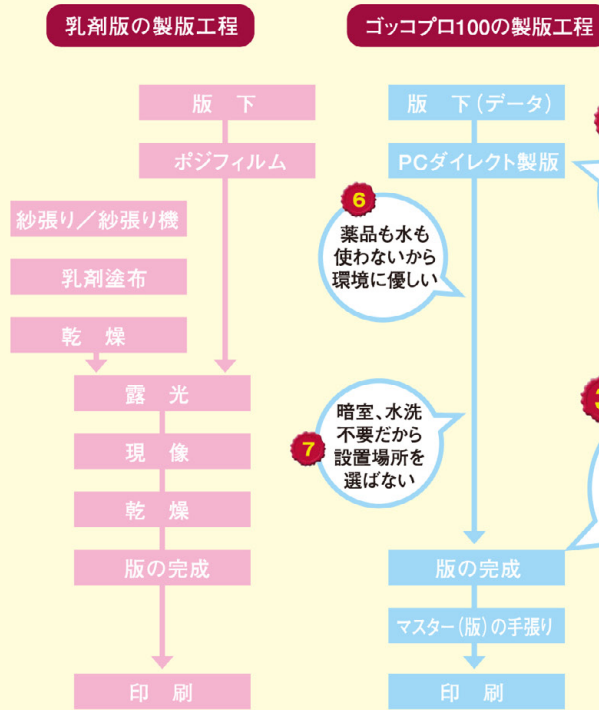 乳剤版の製版工程
版 下
ポジフィルム
紗張り／紗張り機
乳剤塗布
乾 燥
露 光
現 像
乾 燥
版の完成
印 刷
ゴッコプロ100の製版工程
版 下(データ)
PCダイレクト製版
6
薬品も水も
使わないから
環境に優しい
7
暗室、水洗
不要だから
設置場所を
選ばない
版の完成
マスター(版)の手張り
印 刷